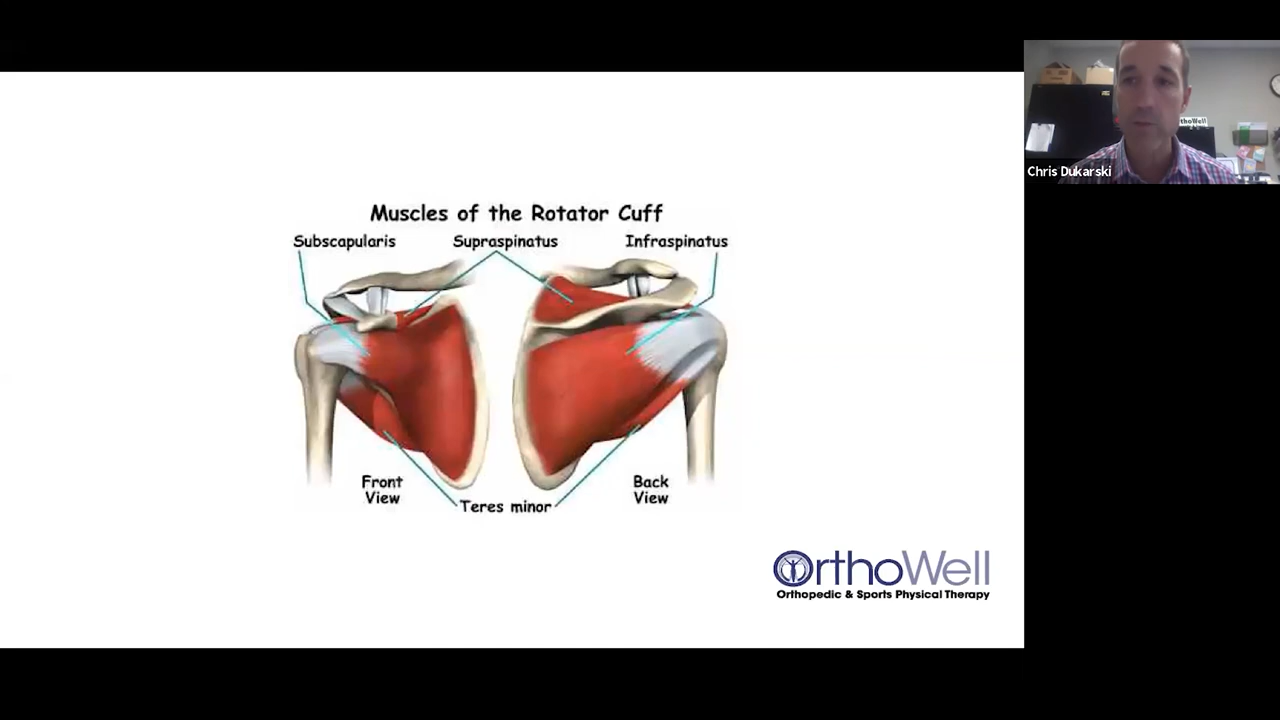 Muscles of the Rotator Cuff
Subscapularis
Supraspinatus
Infraspinatus
Front
View
Back
View
Teres minor
OrthoWell
Orthopedic & Sports Physical Therapy
Chris Dukarski
thoWell